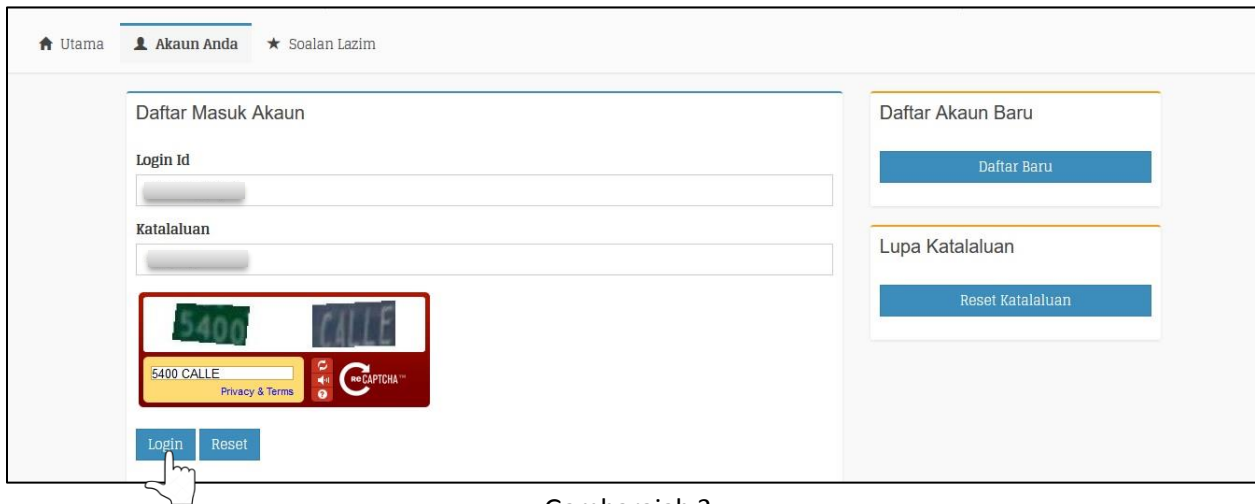 Utama Akaun Anda Soalan Lazim
Daftar Masuk Akaun
Login Id
Katalaluan
5400 CALLE
5400 CALLE
Privacy & Terms
reCAPTCHA™
Login Reset
Daftar Akaun Baru
Daftar Baru
Lupa Katalaluan
Reset Katalaluan